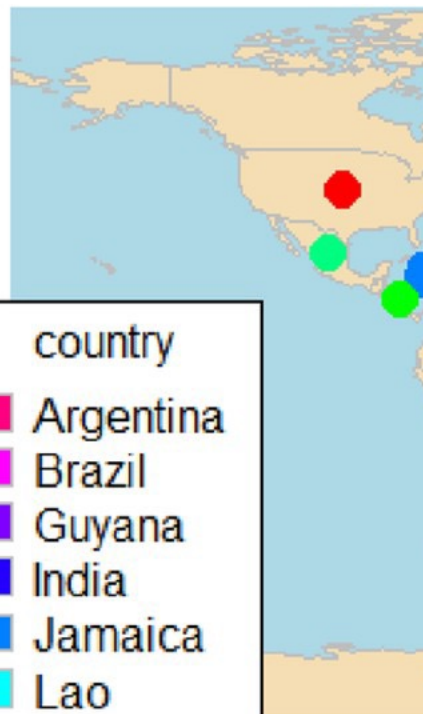 country
Argentina
Brazil
Guyana
India
Jamaica
Lao